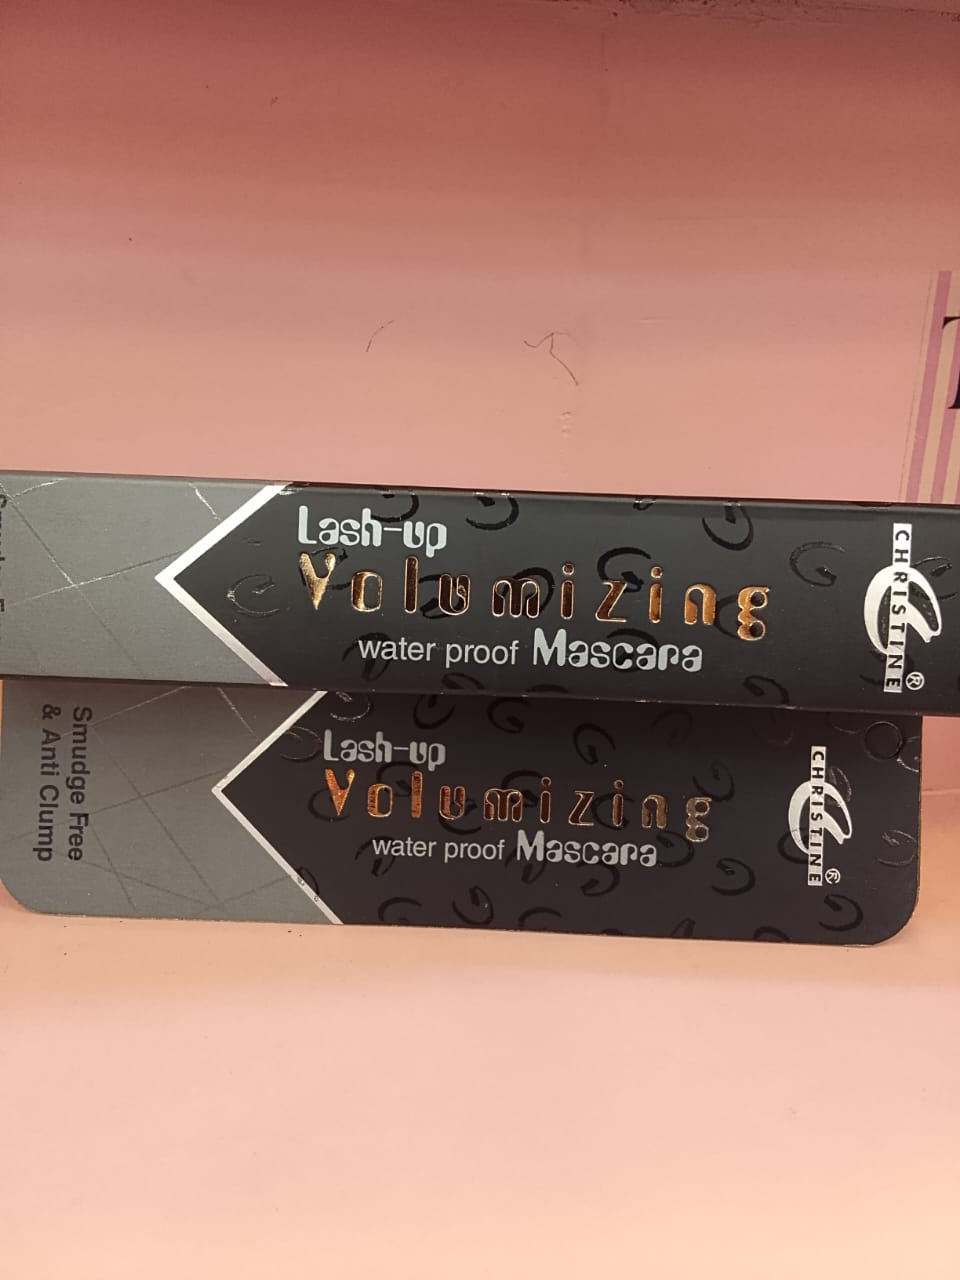 Lash-up
Volumizing
water proof Mascara
CHRISTINE®
Smudge Free
& Anti Clump
Lash-up
Volumizing
water proof Mascara
CHRISTINE®